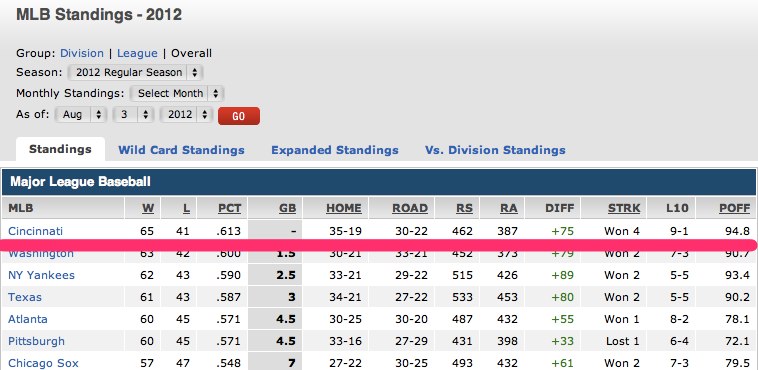 MLB Standings - 2012
Group: Division | League | Overall
Season: 2012 Regular Season
Monthly Standings: Select Month
As of: Aug 3 2012 GO
Standings Wild Card Standings Expanded Standings Vs. Division Standings
Major League Baseball
MLB W L PCT GB HOME ROAD RS RA DIFF STRK L10 POFF
Cincinnati 65 41 .613 - 35-19 30-22 462 387 +75 Won 4 9-1 94.8
Washington 63 42 .600 1.5 30-21 33-21 452 373 +79 Won 2 7-3 90.7
NY Yankees 62 43 .590 2.5 33-21 29-22 515 426 +89 Won 2 5-5 93.4
Texas 61 43 .587 3 34-21 27-22 533 453 +80 Won 2 5-5 90.2
Atlanta 60 45 .571 4.5 30-25 30-20 487 432 +55 Won 1 8-2 78.1
Pittsburgh 60 45 .571 4.5 33-16 27-29 431 398 +33 Lost 1 6-4 72.1
Chicago Sox 57 47 .548 7 27-22 30-25 493 432 +61 Won 2 7-3 79.5